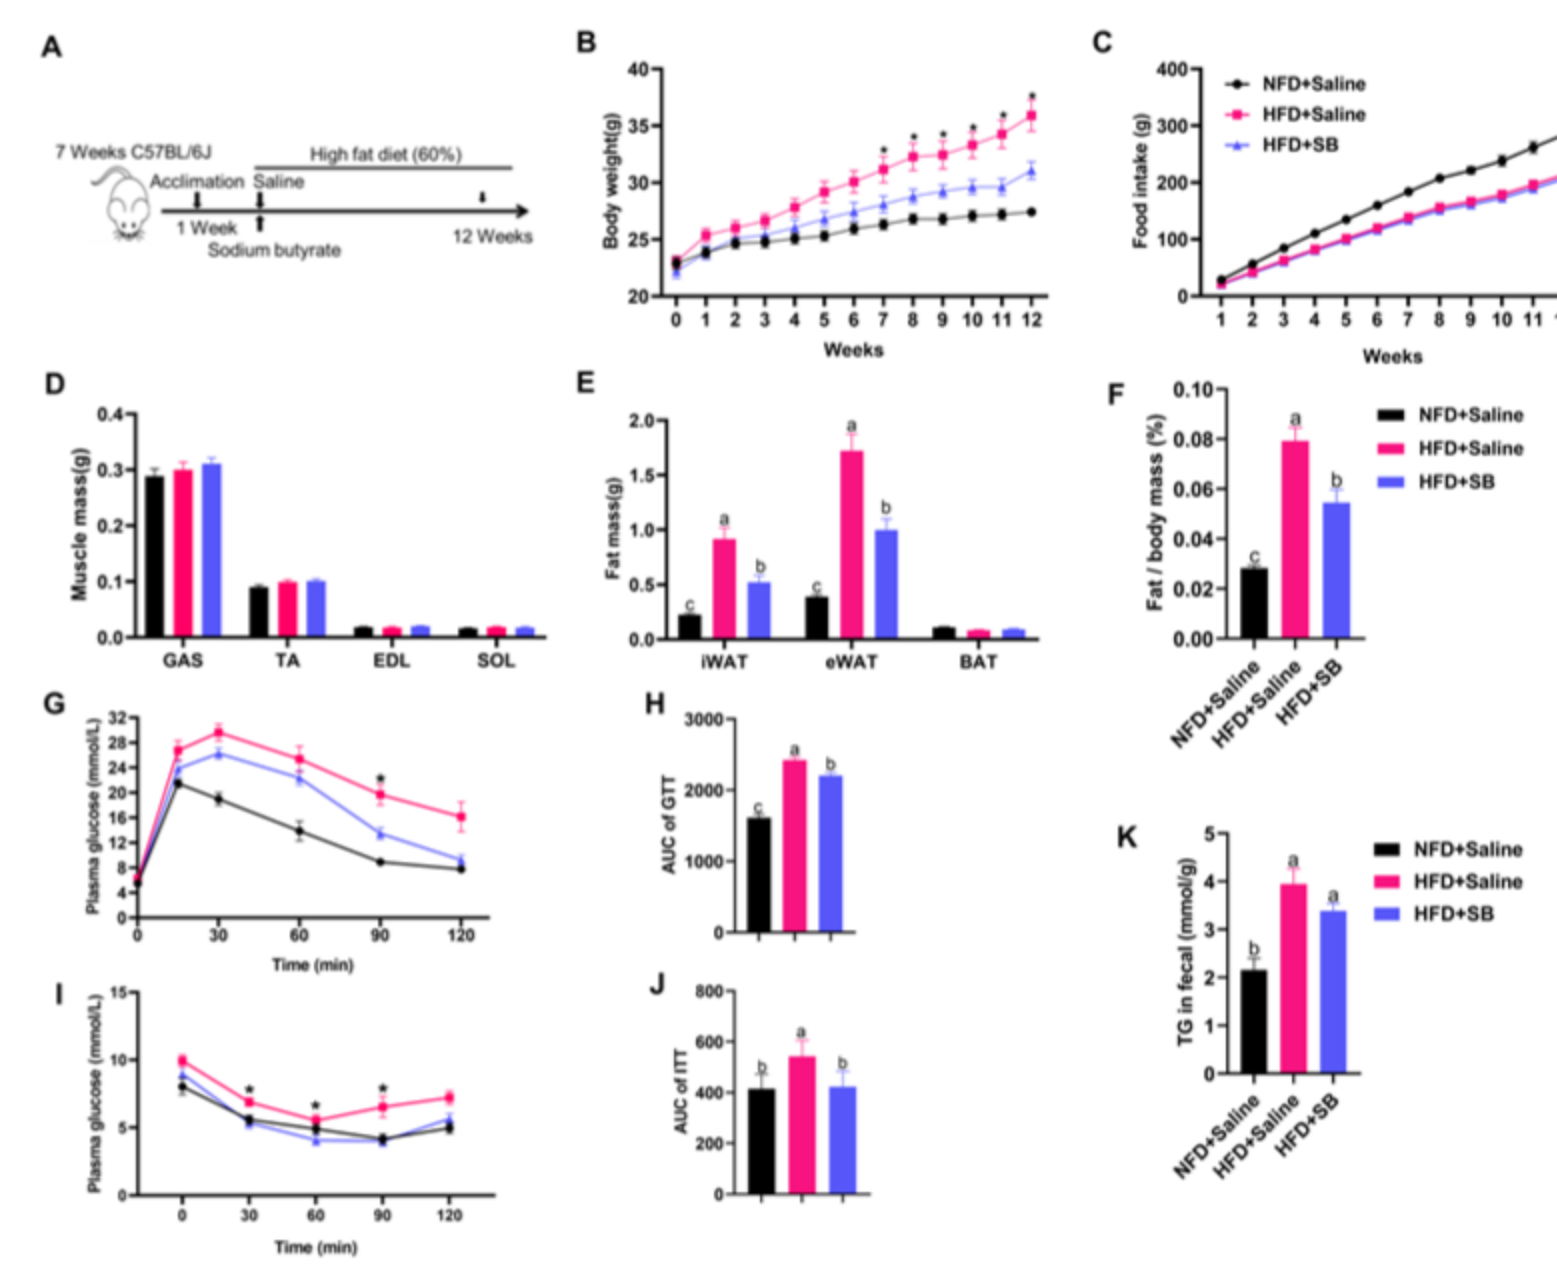 A
7 Weeks C57BL/6J
High fat diet (60%)
Acclimation
Saline
1 Week
Sodium butyrate
12 Weeks
B
Body weight(g)
40
35
30
25
20
* * * * * *
0 1 2 3 4 5 6 7 8 9 10 11 12
Weeks
C
Food intake (g)
400
300
200
100
0
NFD+Saline
HFD+Saline
HFD+SB
1 2 3 4 5 6 7 8 9 10 11
Weeks
D
Muscle mass(g)
0.4
0.3
0.2
0.1
0.0
GAS TA EDL SOL
E
Fat mass(g)
2.0
1.5
1.0
0.5
0.0
c a b c a b
iWAT eWAT BAT
F
Fat / body mass (%)
0.10
0.08
0.06
0.04
0.02
0.00
c a b
NFD+Saline
HFD+Saline
HFD+SB
NFD+Saline
HFD+Saline
HFD+SB
G
Plasma glucose (mmol/L)
32
28
24
20
16
12
8
4
0
*
0 30 60 90 120
Time (min)
H
AUC of GTT
3000
2000
1000
0
c a b
I
Plasma glucose (mmol/L)
15
10
5
0
* * *
0 30 60 90 120
Time (min)
J
AUC of ITT
800
600
400
200
0
b a b
K
TG in fecal (mmol/g)
5
4
3
2
1
0
b a a
NFD+Saline
HFD+Saline
HFD+SB
NFD+Saline
HFD+Saline
HFD+SB